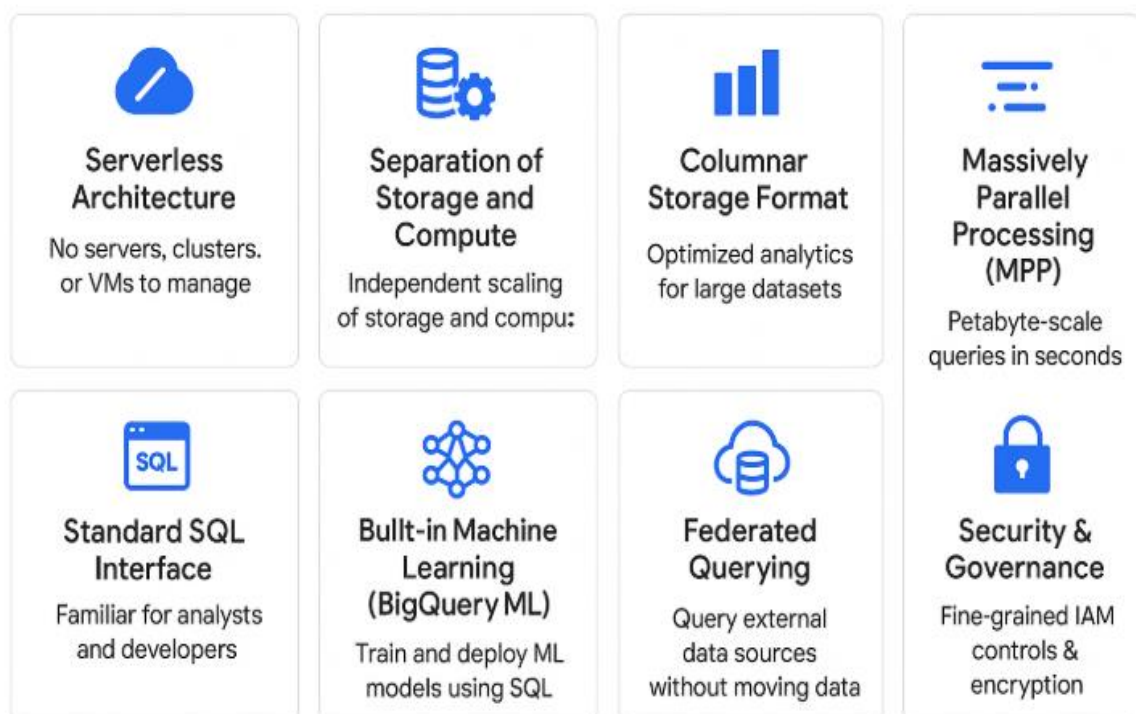 Serverless
Architecture
No servers, clusters.
or VMs to manage
Separation of
Storage and
Compute
Independent scaling
of storage and compu:
Columnar
Storage Format
Optimized analytics
for large datasets
Massively
Parallel
Processing
(MPP)
Petabyte-scale
queries in seconds
SQL
Standard SQL
Interface
Familiar for analysts
and developers
Bullt-in Machine
Learning
(BigQuery ML)
Train and deploy ML
models using SQL
Federated
Querying
Query external
data sources
without moving data
Security &
Governance
Fine-grained IAM
controls &
encryption